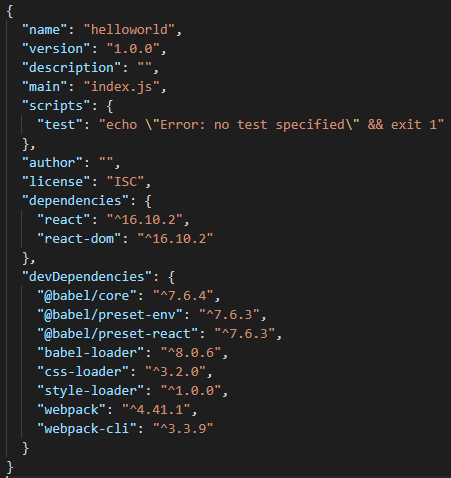 {
"name": "helloworld",
"version": "1.0.0",
"description": "",
"main": "index.js",
"scripts": {
"test": "echo \"Error: no test specified\" && exit 1"
},
"author": "",
"license": "ISC",
"dependencies": {
"react": "^16.10.2",
"react-dom": "^16.10.2"
},
"devDependencies": {
"@babel/core": "^7.6.4",
"@babel/preset-env": "^7.6.3",
"@babel/preset-react": "^7.6.3",
"babel-loader": "^8.0.6",
"css-loader": "^3.2.0",
"style-loader": "^1.0.0",
"webpack": "^4.41.1",
"webpack-cli": "^3.3.9"
}
}